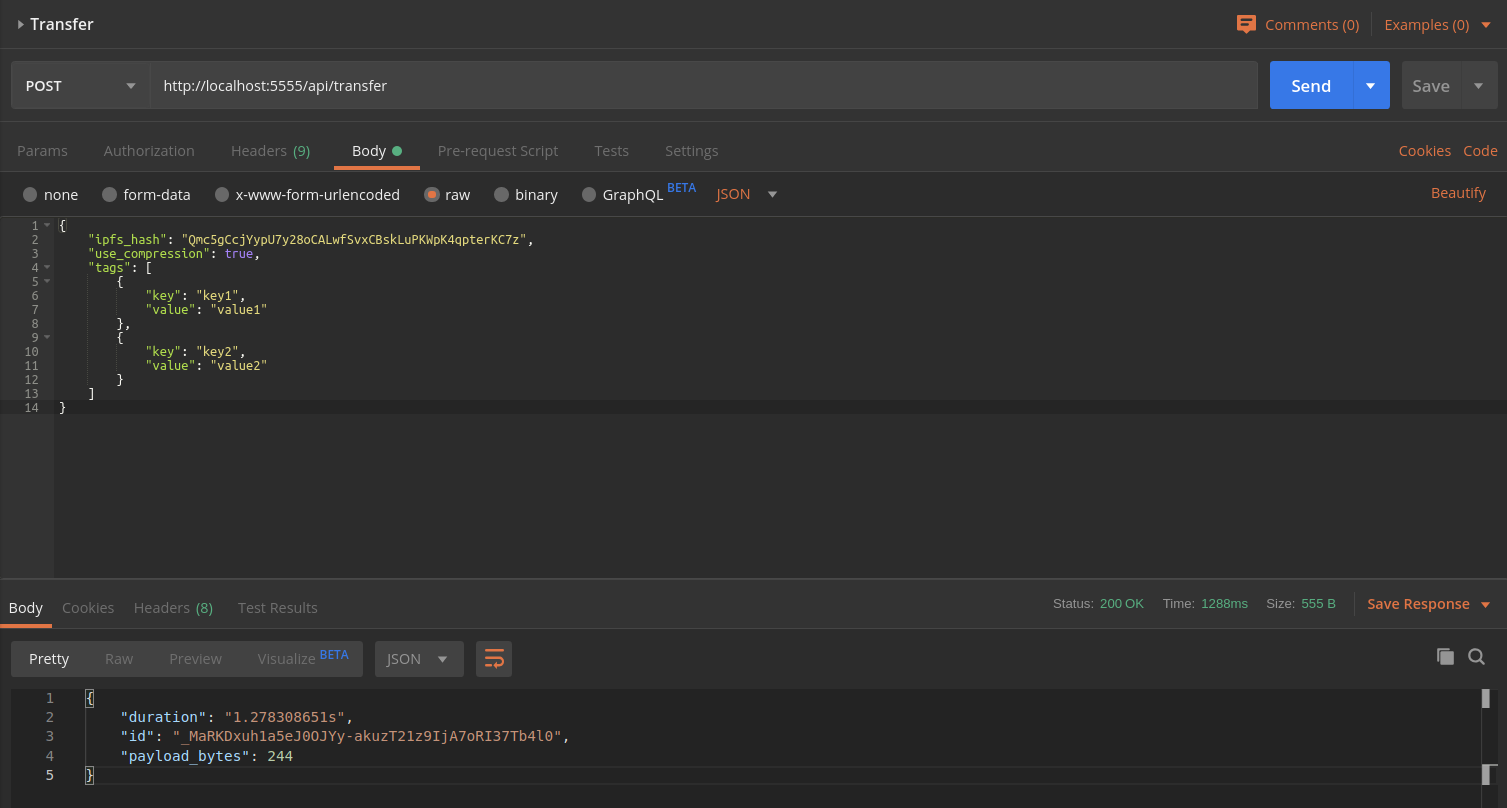 Transfer
Comments (0) Examples (0)
POST http://localhost:5555/api/transfer Send Save
Params Authorization Headers (9) Body Pre-request Script Tests Settings Cookies Code
none form-data x-www-form-urlencoded raw binary GraphQL BETA JSON Beautify
1 {
2 "ipfs_hash": "Qmc5gCcjYypU7y28oCALwfSvxCBskLuPKWpK4qpterKC7z",
3 "use_compression": true,
4 "tags": [
5 {
6 "key": "key1",
7 "value": "value1"
8 },
9 {
10 "key": "key2",
11 "value": "value2"
12 }
13 ]
14 }
Body Cookies Headers (8) Test Results Status: 200 OK Time: 1288ms Size: 555 B Save Response
Pretty Raw Preview Visualize BETA JSON
1 {
2 "duration": "1.278308651s",
3 "id": "_MaRKDxuh1a5eJ0OJYy-akuzT21z9IjA7oRI37Tb4l0",
4 "payload_bytes": 244
5 }